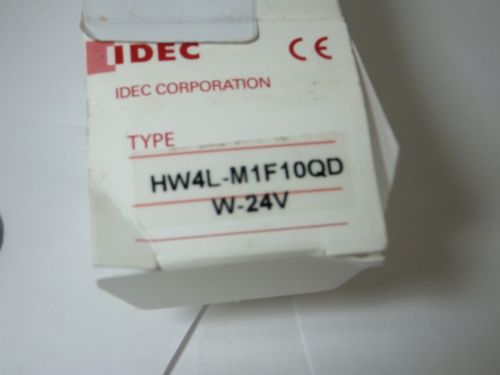 IDEC
CE
IDEC CORPORATION
TYPE
HW4L-M1F10QD
W-24V